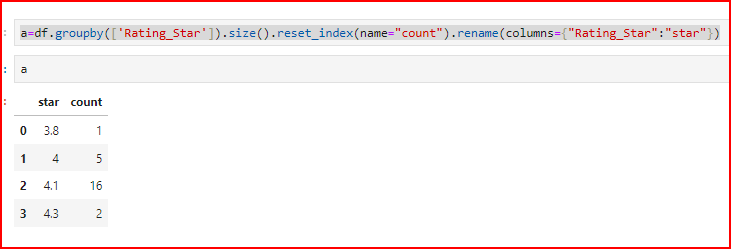 : a=df.groupby(['Rating_Star']).size().reset_index(name="count").rename(columns={"Rating_Star":"star"})
: a
:
star count
0 3.8 1
1 4 5
2 4.1 16
3 4.3 2